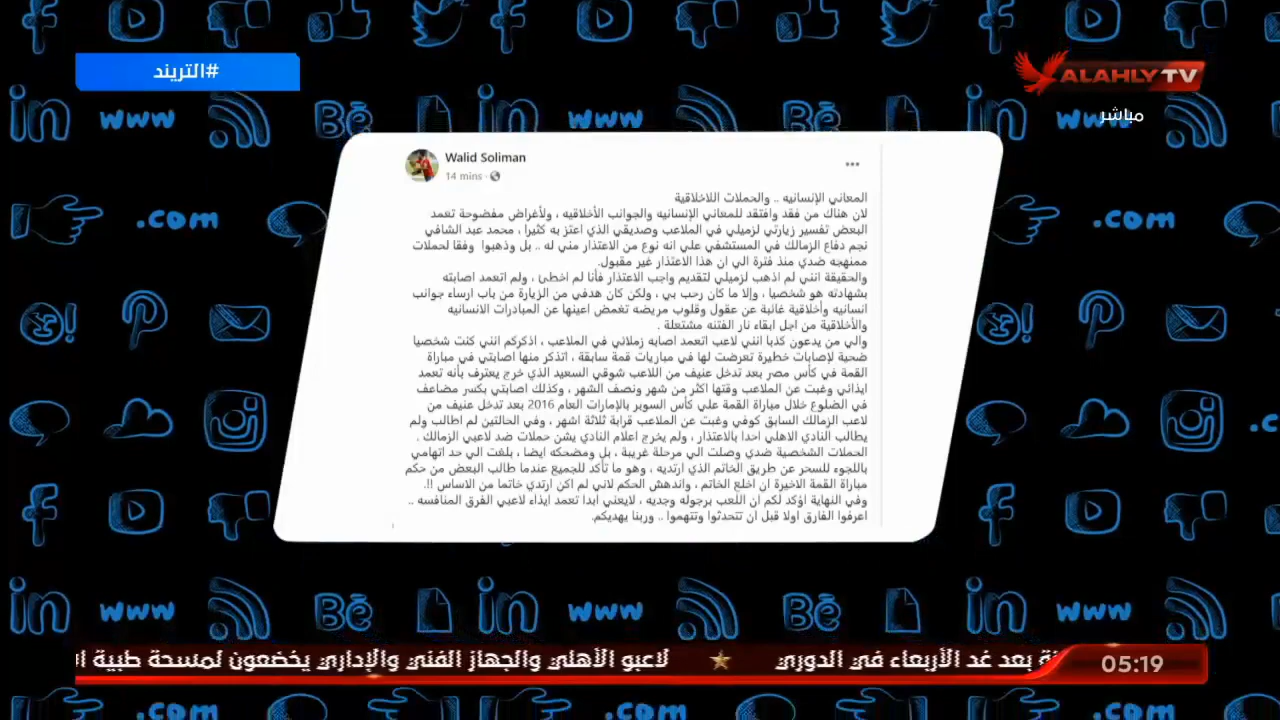 #التريند
ALAHLY TV
مباشر
Walid Soliman
14 mins
المعاني الإنسانيه .. والحملات اللاخلاقية
لان هناك من فقد وافتقد للمعاني الإنسانيه والجوانب الأخلاقيه ، ولأغراض مفضوحة تعمد
البعض تفسير زيارتي لزميلي في الملاعب وصديقي الذي اعتز به كثيرا ، محمد عبد الشافي
نجم دفاع الزمالك في المستشفي علي انه نوع من الاعتذار مني له .. بل وذهبوا وفقا لحملات
ممنهجه ضدي منذ فترة الي ان هذا الاعتذار غير مقبول.
والحقيقة انني لم اذهب لزميلي لتقديم واجب الاعتذار فأنا لم اخطئ ، ولم اتعمد اصابته
بشهادته هو شخصيا ، وإلا ما كان رحب بي ، ولكن كان هدفي من الزيارة من باب ارساء جوانب
انسانيه وأخلاقية غائبة عن عقول وقلوب مريضه تغمض اعينها عن المبادرات الانسانيه
والأخلاقية من اجل ابقاء نار الفتنه مشتعلة .
والي من يدعون كذبا انني لاعب اتعمد اصابه زملائي في الملاعب ، اذكركم انني كنت شخصيا
ضحية لإصابات خطيرة تعرضت لها في مباريات قمة سابقة ، اتذكر منها اصابتي في مباراة
القمة في كأس مصر بعد تدخل عنيف من اللاعب شوقي السعيد الذي خرج يعترف بأنه تعمد
ايذائي وغبت عن الملاعب وقتها اكثر من شهر ونصف الشهر ، وكذلك اصابتي بكسر مضاعف
في الضلوع خلال مباراة القمة علي كأس السوبر بالإمارات العام 2016 بعد تدخل عنيف من
لاعب الزمالك السابق كوفي وغبت عن الملاعب قرابة ثلاثة اشهر ، وفي الحالتين لم اطالب ولم
يطالب النادي الاهلي احدا بالاعتذار ، ولم يخرج اعلام النادي يشن حملات ضد لاعبي الزمالك .
الحملات الشخصية ضدي وصلت الي مرحلة غريبة ، بل ومضحكه ايضا ، بلغت الي حد اتهامي
باللجوء للسحر عن طريق الخاتم الذي ارتديه ، وهو ما تأكد للجميع عندما طالب البعض من حكم
مباراة القمة الاخيرة ان اخلع الخاتم ، واندهش الحكم لاني لم اكن ارتدي خاتما من الاساس !!.
وفي النهاية اؤكد لكم ان اللعب برجوله وجديه ، لايعني ابدا تعمد ايذاء لاعبي الفرق المنافسه ..
اعرفوا الفارق اولا قبل ان تتحدثوا وتتهموا .. وربنا يهديكم.
بعد غد الأربعاء في الدوري ★ لاعبو الأهلي والجهاز الفني والإداري يخضعون لمسحة طبية
05:19